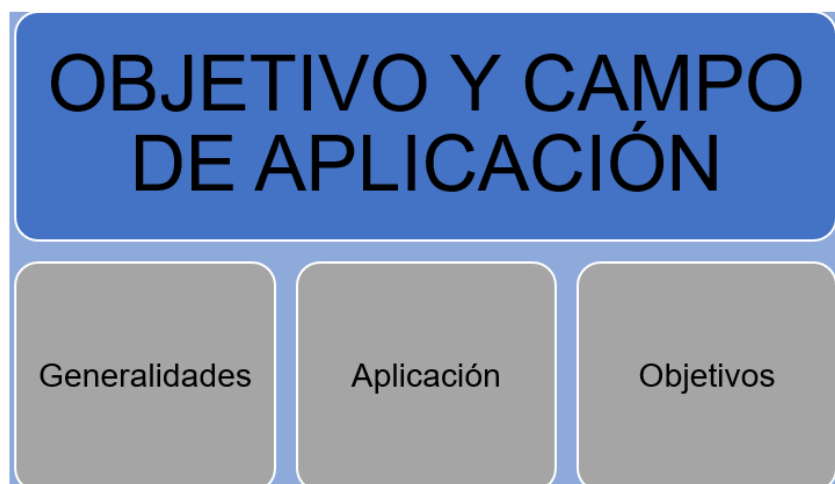 OBJETIVO Y CAMPO
DE APLICACIÓN
Generalidades
Aplicación
Objetivos